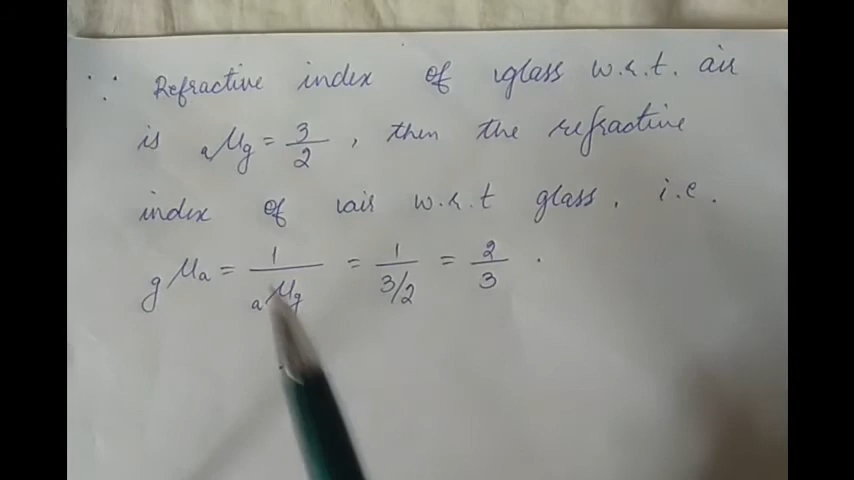 ∵ Refractive index of glass w.r.t. air
is ₐμg = 3/2 , then the refractive
index of air w.r.t glass , i.e.
gμₐ = 1/ₐμg = 1/(3/2) = 2/3 .